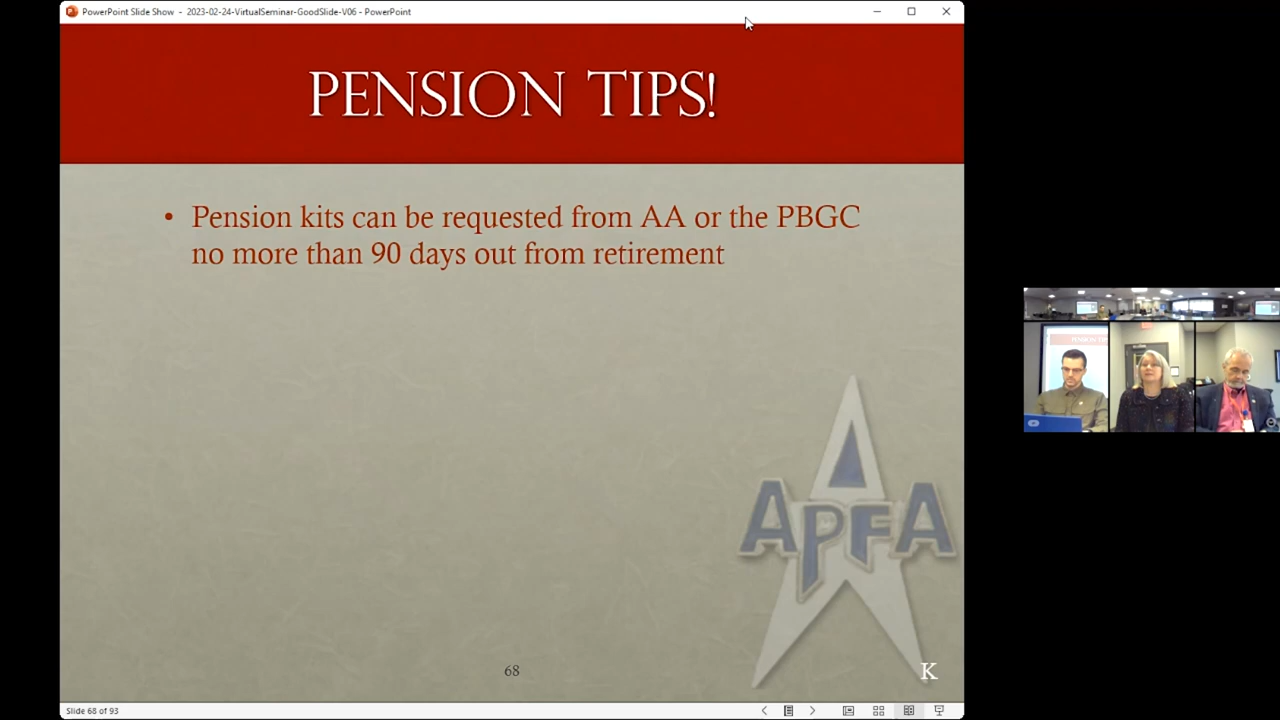 PowerPoint Slide Show - 2023-02-24-VirtualSeminar-GoodSlide-V06 - PowerPoint
PENSION TIPS!
• Pension kits can be requested from AA or the PBGC
no more than 90 days out from retirement
APFA
68
K
Slide 68 of 93